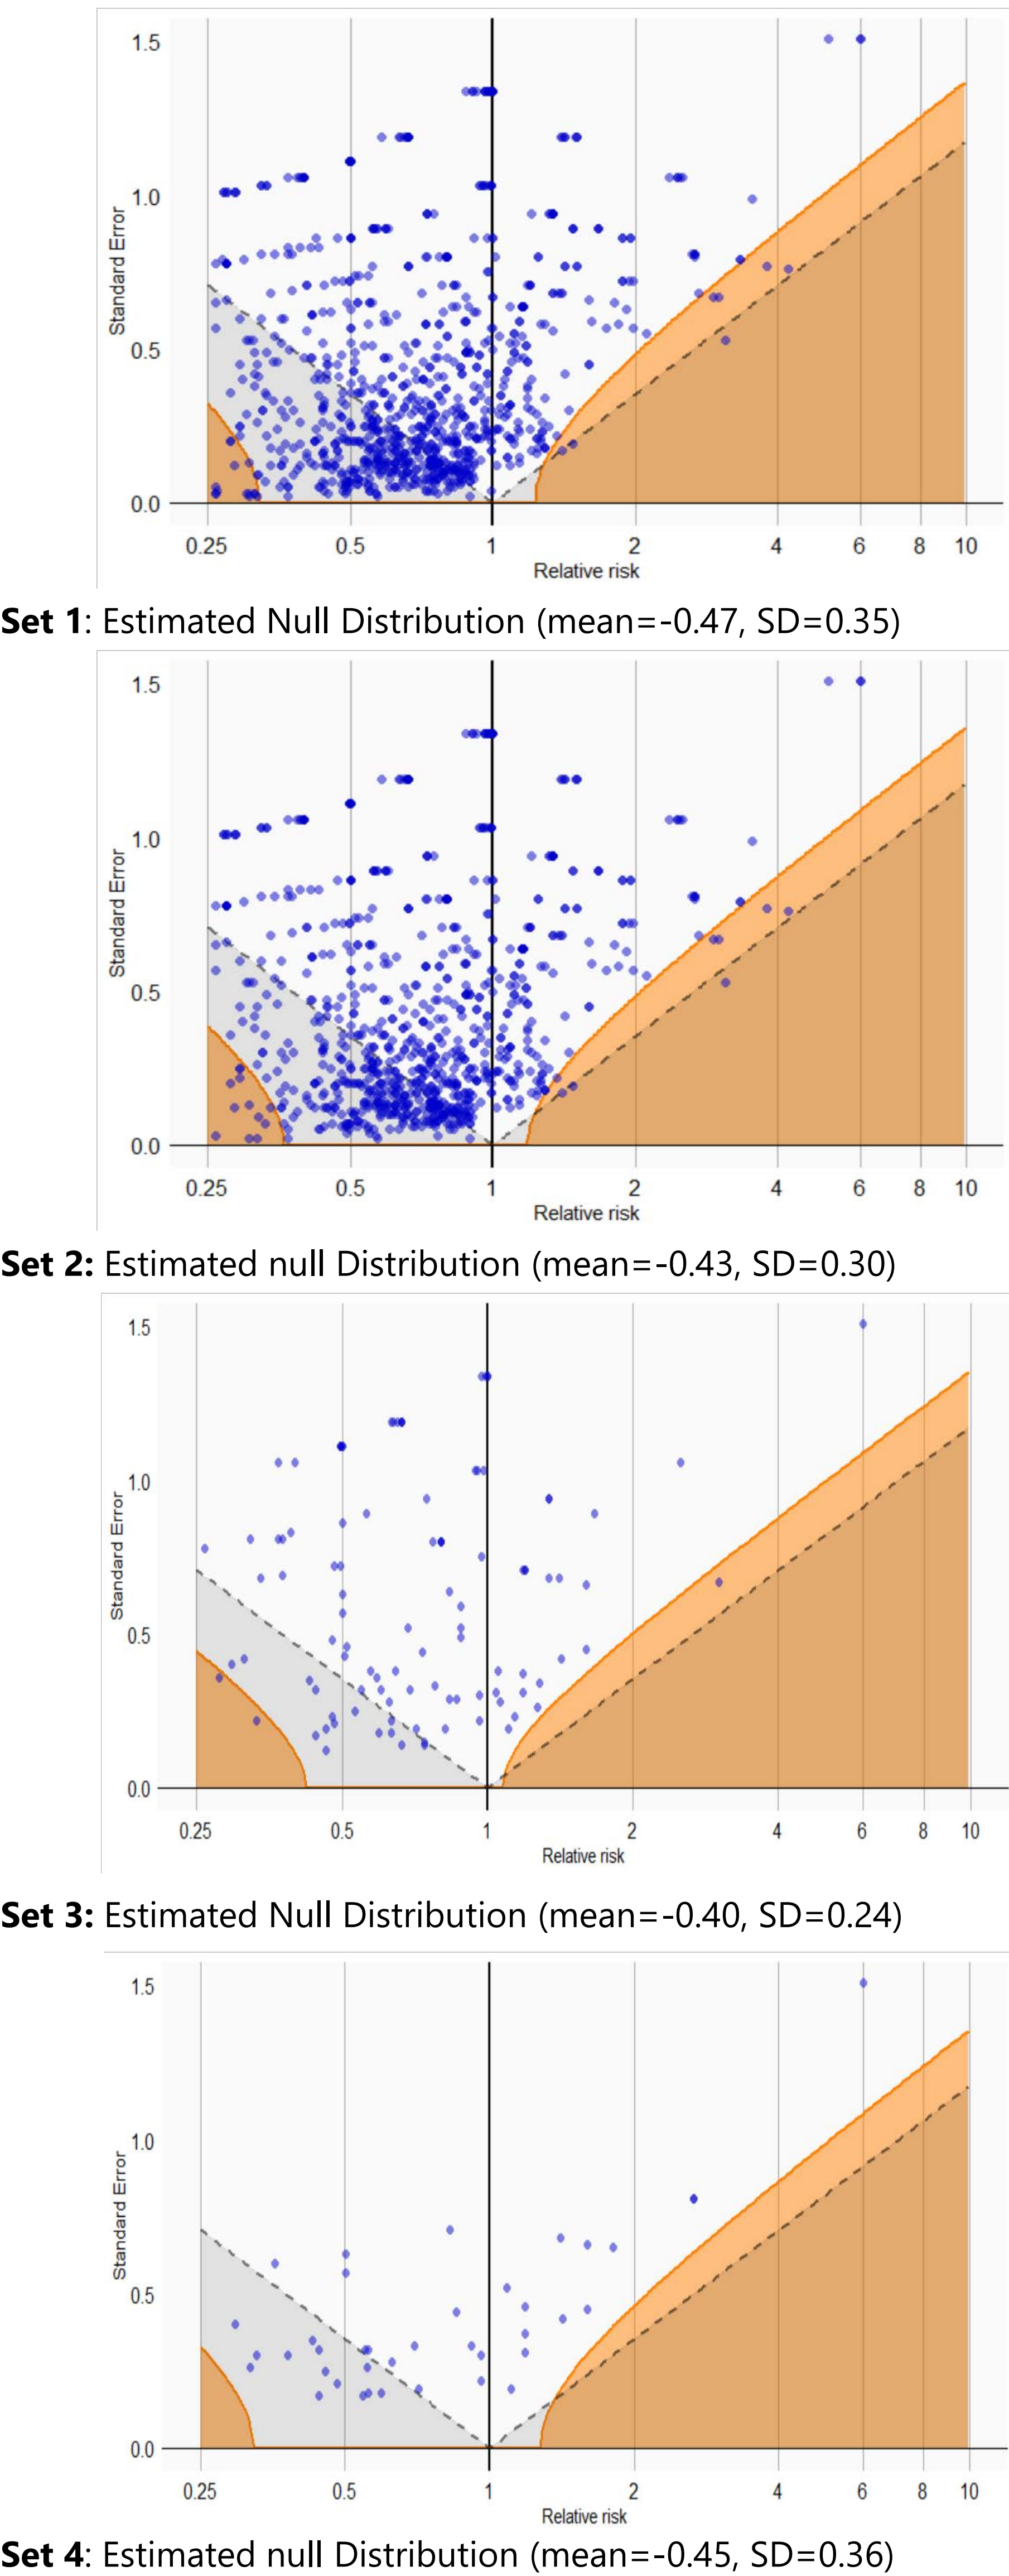 1.5
1.0
0.5
0.0
Standard Error
0.25 0.5 1 2 4 6 8 10
Relative risk
Set 1: Estimated Null Distribution (mean=-0.47, SD=0.35)
1.5
1.0
0.5
0.0
Standard Error
0.25 0.5 1 2 4 6 8 10
Relative risk
Set 2: Estimated null Distribution (mean=-0.43, SD=0.30)
1.5
1.0
0.5
0.0
Standard Error
0.25 0.5 1 2 4 6 8 10
Relative risk
Set 3: Estimated Null Distribution (mean=-0.40, SD=0.24)
1.5
1.0
0.5
0.0
Standard Error
0.25 0.5 1 2 4 6 8 10
Relative risk
Set 4: Estimated null Distribution (mean=-0.45, SD=0.36)